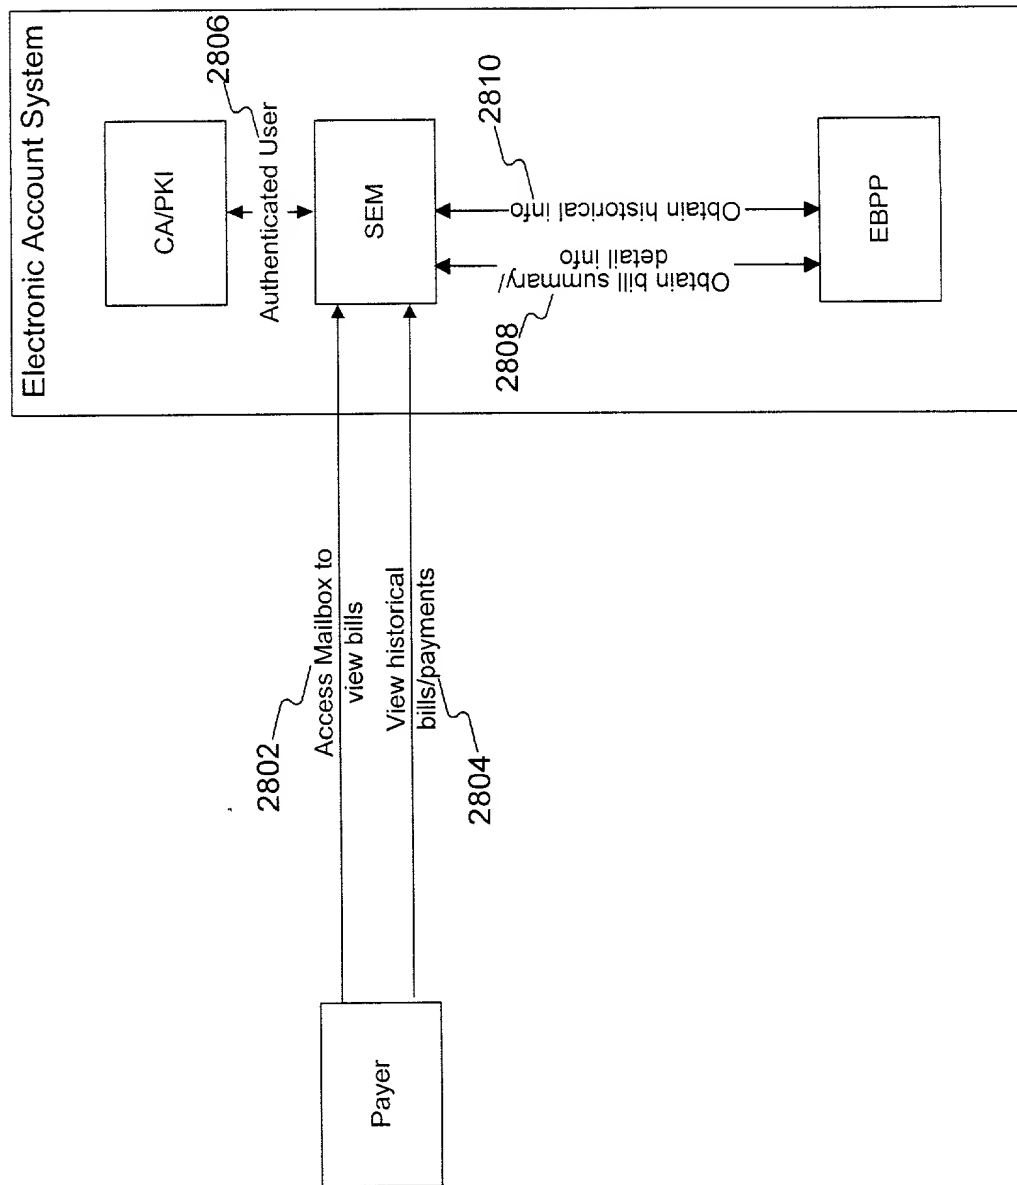 Electronic Account System
CA/PKI
2806
Authenticated User
SEM
2802
Access Mailbox to
view bills
View historical
bills/payments
2804
Payer
2808
Obtain bill summary/
detail info
2810
Obtain historical info
EBPP